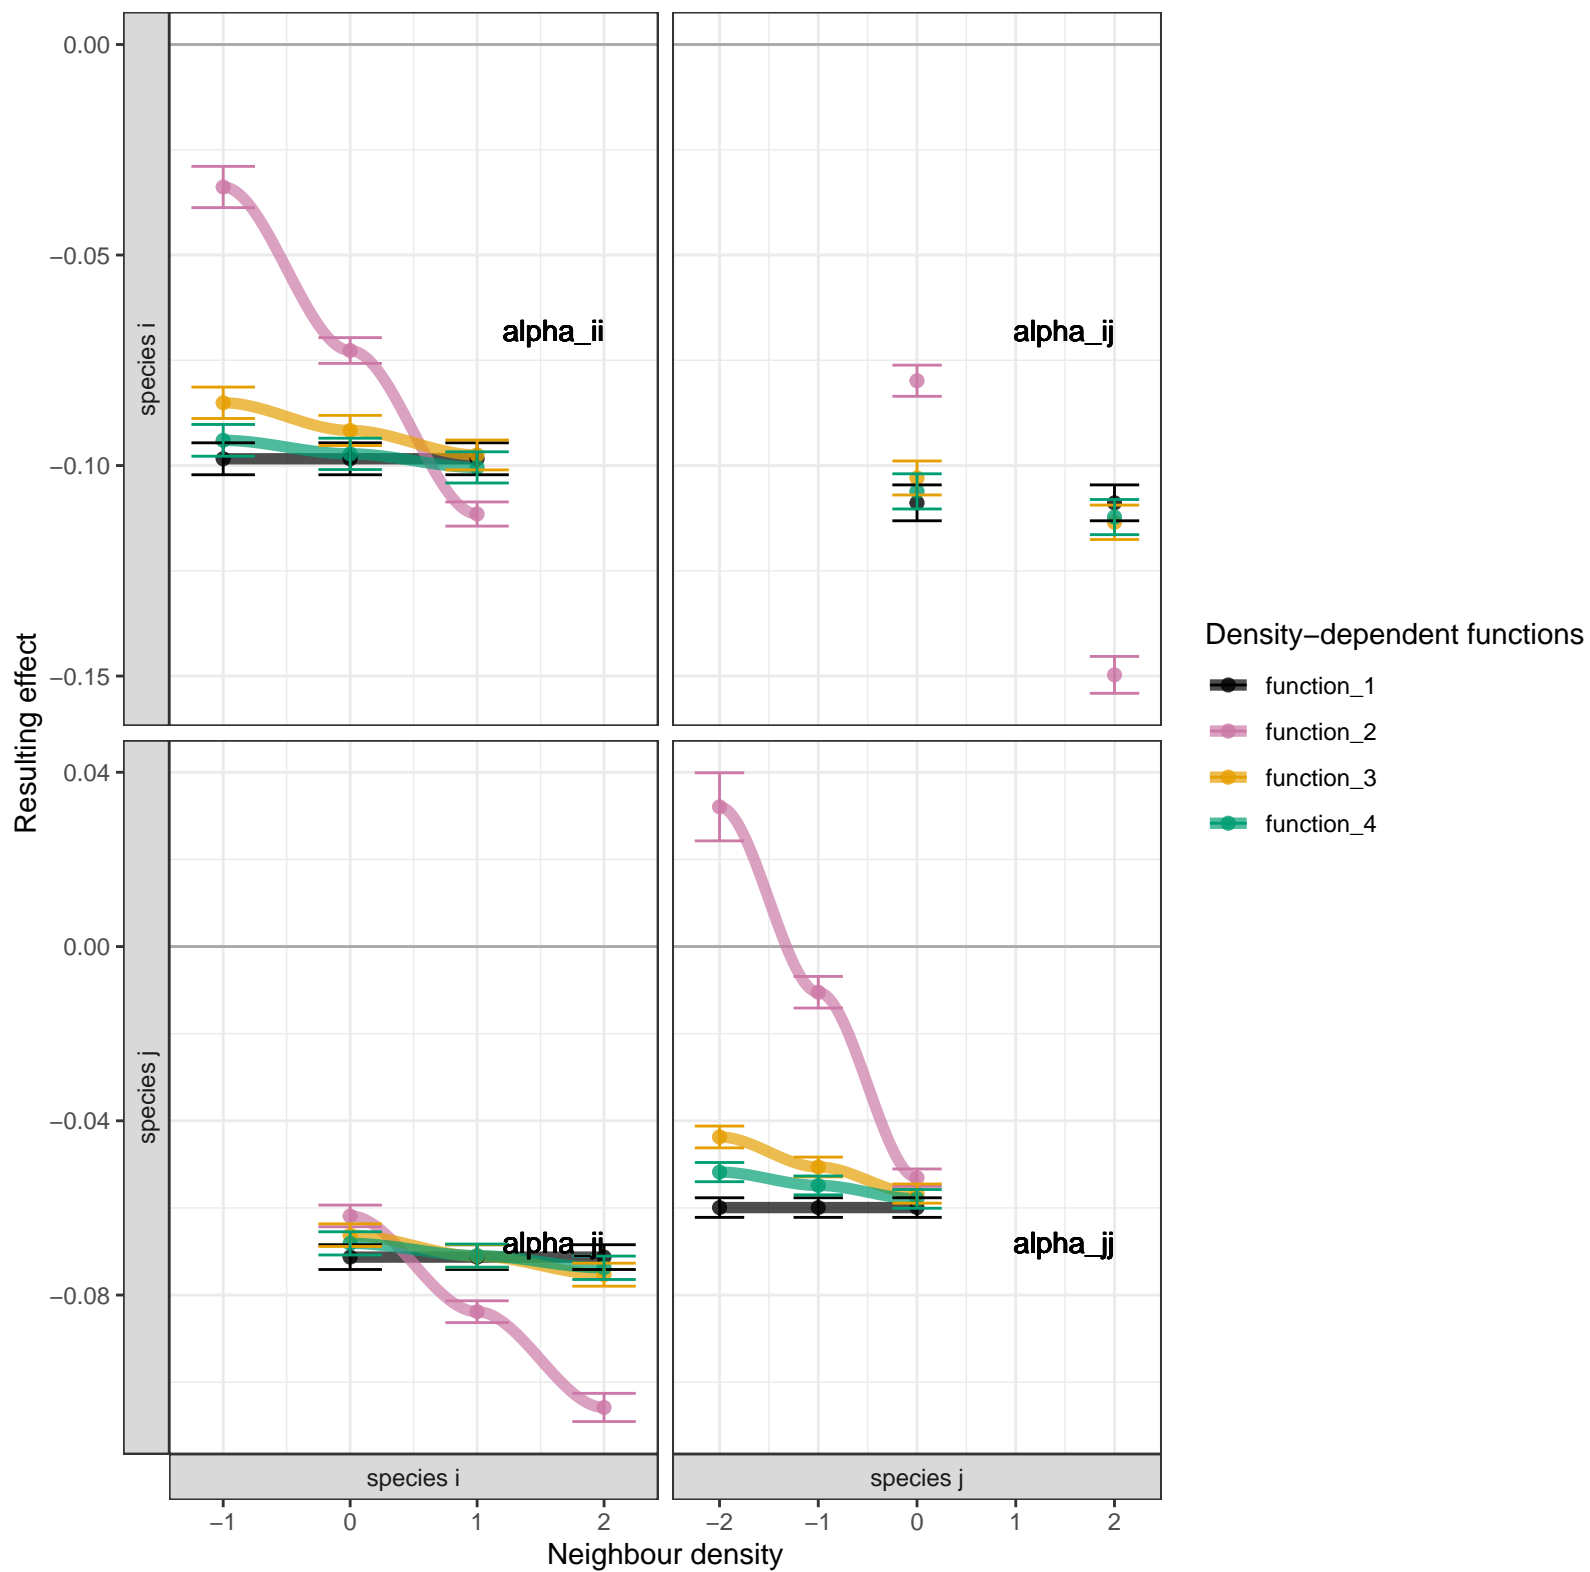 0.00
−0.05
−0.10
−0.15
species i
alpha_ii
alpha_ij
Resulting effect
0.04
0.00
−0.04
−0.08
species j
alpha_ji
alpha_jj
species i
species j
−1 0 1 2
−2 −1 0 1 2
Neighbour density
Density−dependent functions
function_1
function_2
function_3
function_4